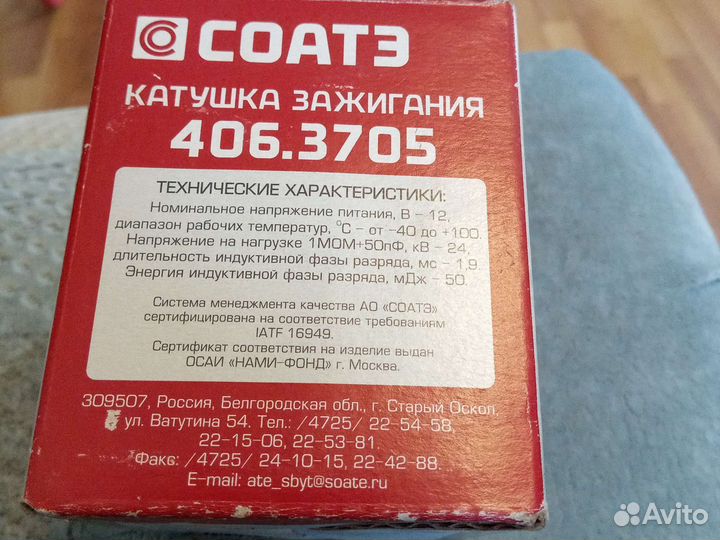 СОАТЭ
КАТУШКА ЗАЖИГАНИЯ
406.3705
ТЕХНИЧЕСКИЕ ХАРАКТЕРИСТИКИ:
Номинальное напряжение питания, В – 12,
диапазон рабочих температур, °С – от –40 до +100.
Напряжение на нагрузке 1МОМ+50пФ, кВ – 24,
длительность индуктивной фазы разряда, мс – 1,9.
Энергия индуктивной фазы разряда, мДж – 50.
Система менеджмента качества АО «СОАТЭ»
сертифицирована на соответствие требованиям
IATF 16949.
Сертификат соответствия на изделие выдан
ОСАИ «НАМИ-ФОНД» г. Москва.
309507, Россия, Белгородская обл., г. Старый Оскол,
ул. Ватутина 54. Тел.: /4725/ 22-54-58,
22-15-06, 22-53-81.
Факс: /4725/ 24-10-15, 22-42-88.
E-mail: ate_sbyt@soate.ru
Avito